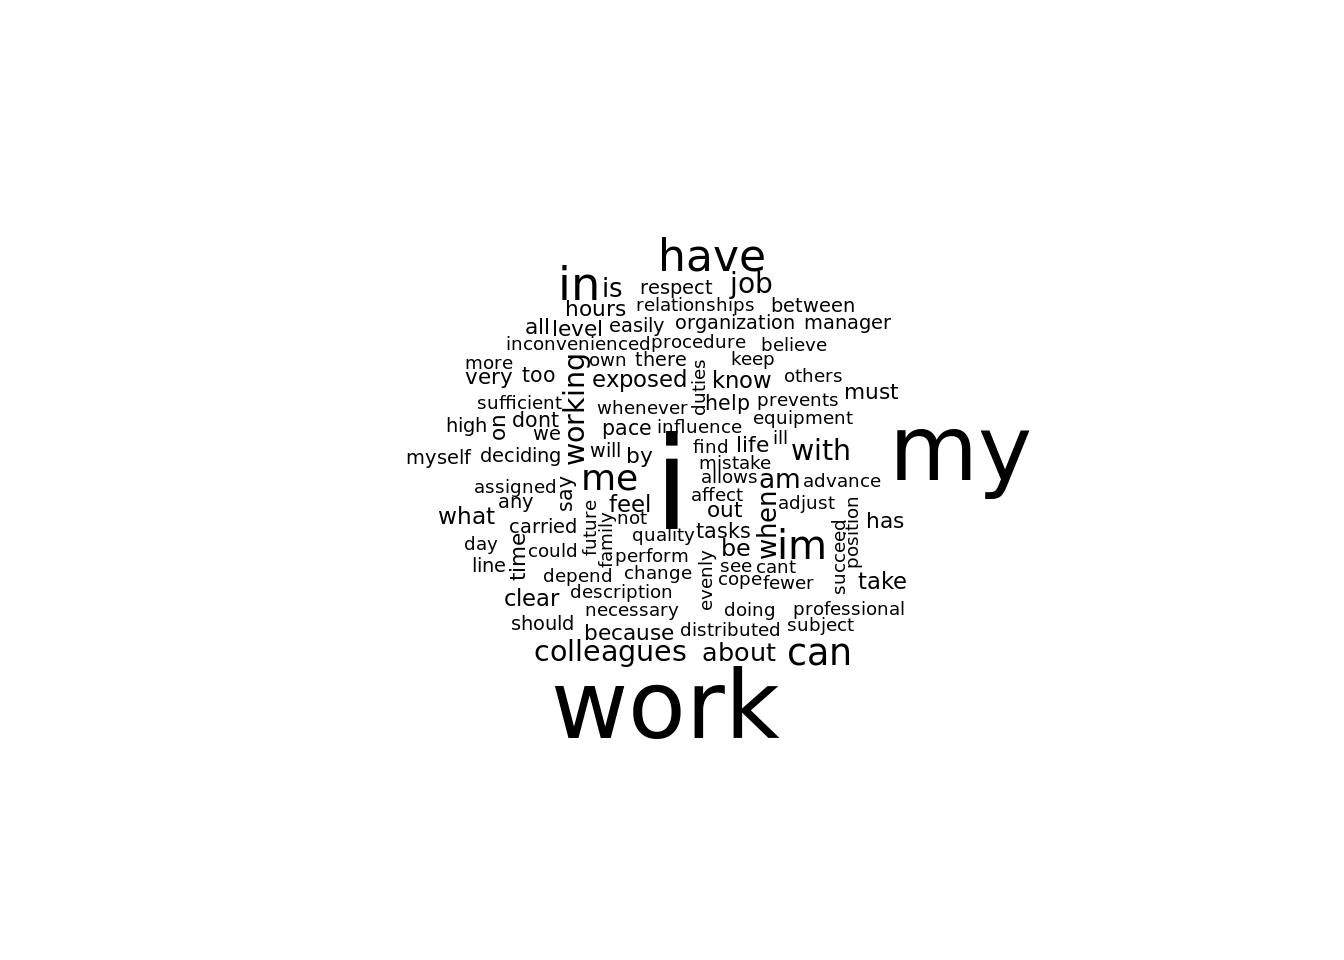 have
in is respect job
hours relationships between
all level easily organization manager
inconvenienced procedure believe
more own there keep
very too working exposed duties know others
sufficient whenever help prevents must
high on dont pace influence equipment
we will by i find life ill with my
myself deciding me mistake
assigned say allows am advance
any feel affect when adjust
what carried future family not out has
day time could quality tasks be im succeed position
line perform see cant
depend change evenly cope fewer take
clear description
necessary doing professional
should because distributed subject
colleagues about can
work